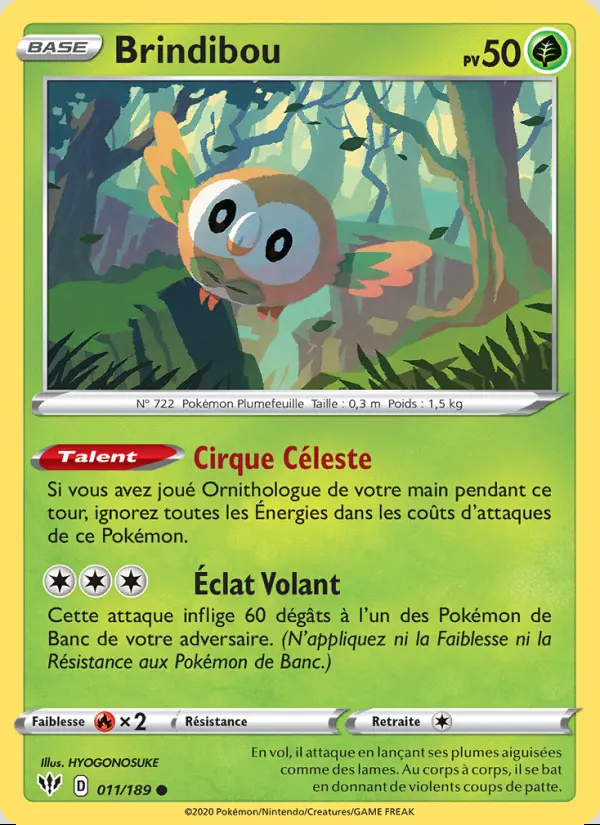 BASE Brindibou PV 50
N° 722 Pokémon Plumefeuille Taille : 0,3 m Poids : 1,5 kg
Talent Cirque Céleste
Si vous avez joué Ornithologue de votre main pendant ce
tour, ignorez toutes les Énergies dans les coûts d'attaques
de ce Pokémon.
Éclat Volant
Cette attaque inflige 60 dégâts à l'un des Pokémon de
Banc de votre adversaire. (N'appliquez ni la Faiblesse ni la
Résistance aux Pokémon de Banc.)
Faiblesse ×2 Résistance Retraite
Illus. HYOGONOSUKE
D 011/189
En vol, il attaque en lançant ses plumes aiguisées
comme des lames. Au corps à corps, il se bat
en donnant de violents coups de patte.
©2020 Pokémon/Nintendo/Creatures/GAME FREAK